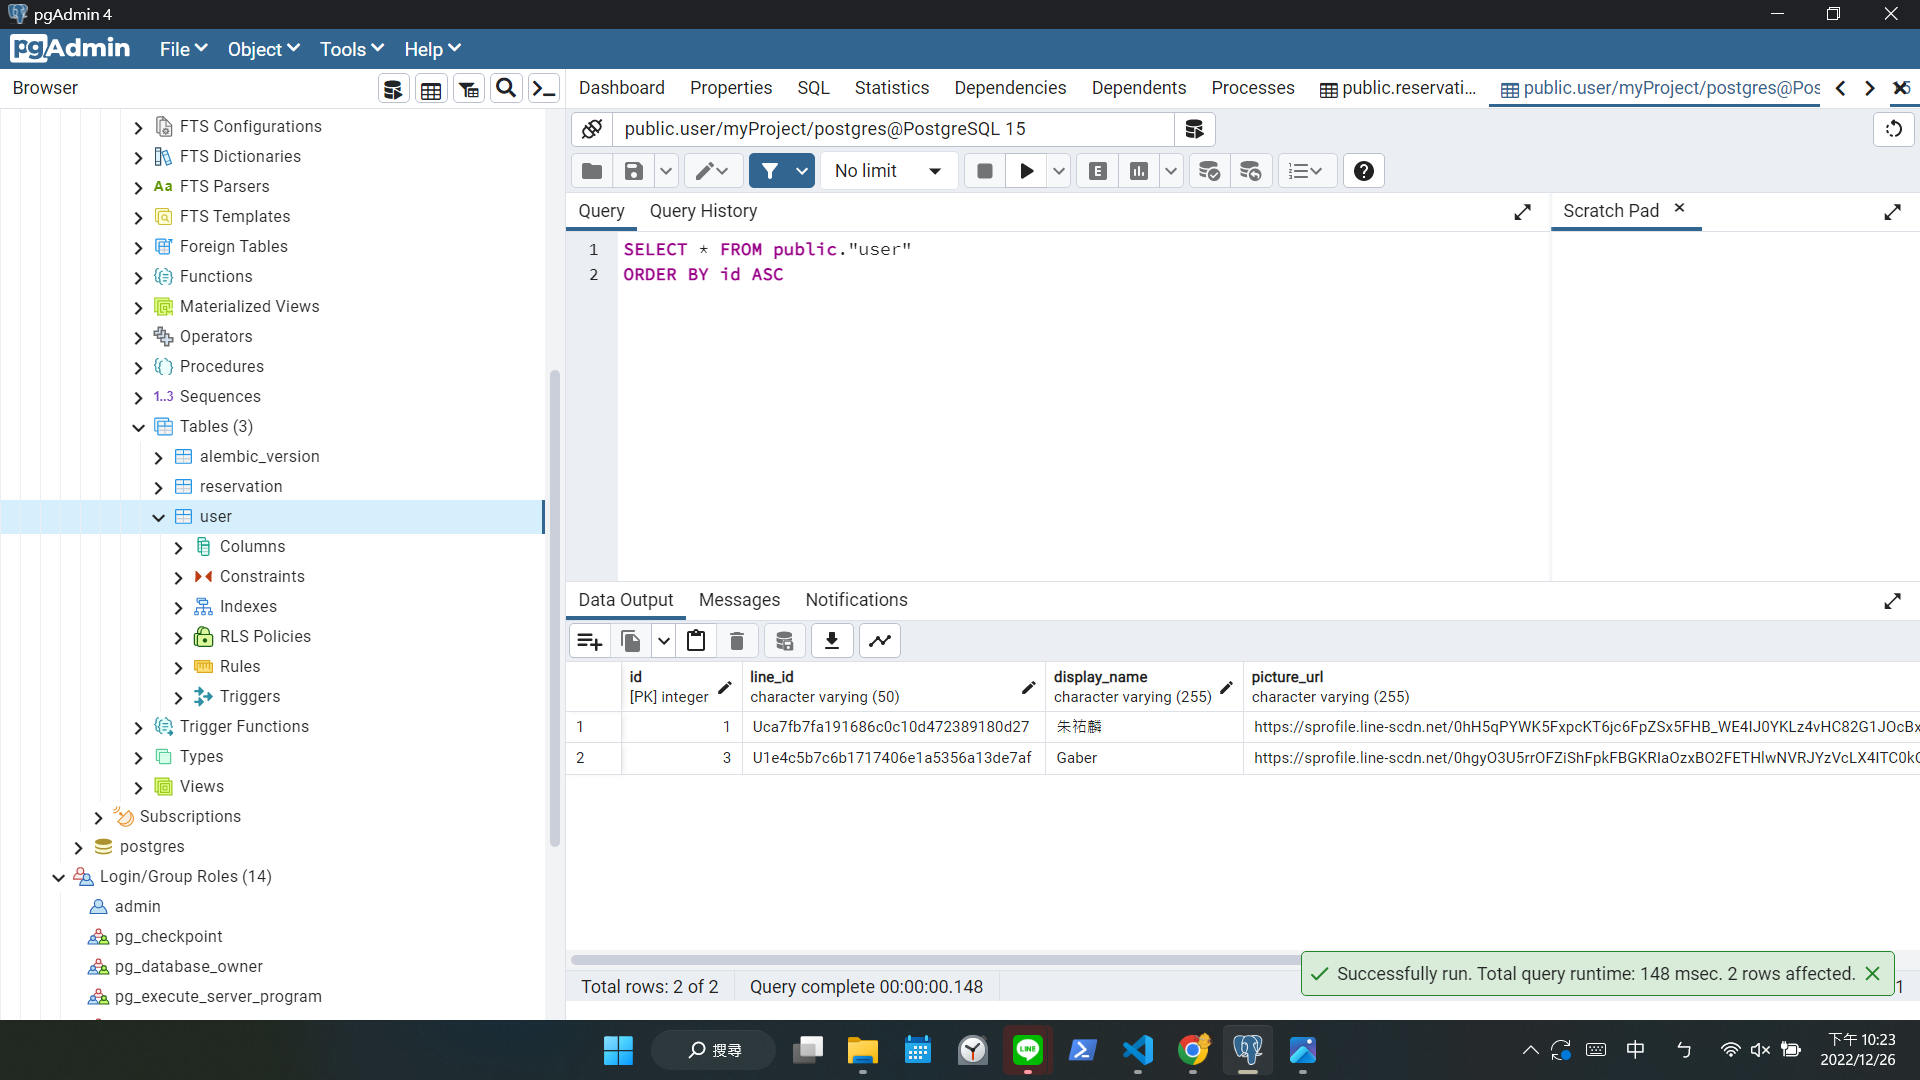 pgAdmin 4
pgAdmin File Object Tools Help
Browser
Dashboard Properties SQL Statistics Dependencies Dependents Processes public.reservati... public.user/myProject/postgres@Pos
FTS Configurations
FTS Dictionaries
Aa FTS Parsers
FTS Templates
Foreign Tables
Functions
Materialized Views
Operators
Procedures
1..3 Sequences
Tables (3)
alembic_version
reservation
user
Columns
Constraints
Indexes
RLS Policies
Rules
Triggers
Trigger Functions
Types
Views
Subscriptions
postgres
Login/Group Roles (14)
admin
pg_checkpoint
pg_database_owner
pg_execute_server_program
public.user/myProject/postgres@PostgreSQL 15
No limit E
Query Query History
Scratch Pad
1 SELECT * FROM public."user"
2 ORDER BY id ASC
Data Output Messages Notifications
id line_id display_name picture_url
[PK] integer character varying (50) character varying (255) character varying (255)
1 1 Uca7fb7fa191686c0c10d472389180d27 朱祐麟 https://sprofile.line-scdn.net/0hH5qPYWK5FxpcKT6jc6FpZSx5FHB_WE4IJ0YKLz4vHC82G1JOcBx
2 3 U1e4c5b7c6b1717406e1a5356a13de7af Gaber https://sprofile.line-scdn.net/0hgyO3U5rrOFZiShFpkFBGKRIaOzxBO2FETHlwNVRJYzVcLX4ITC0k
Total rows: 2 of 2 Query complete 00:00:00.148
Successfully run. Total query runtime: 148 msec. 2 rows affected.
1
搜尋
LINE
中 ㄅ
下午 10:23
2022/12/26